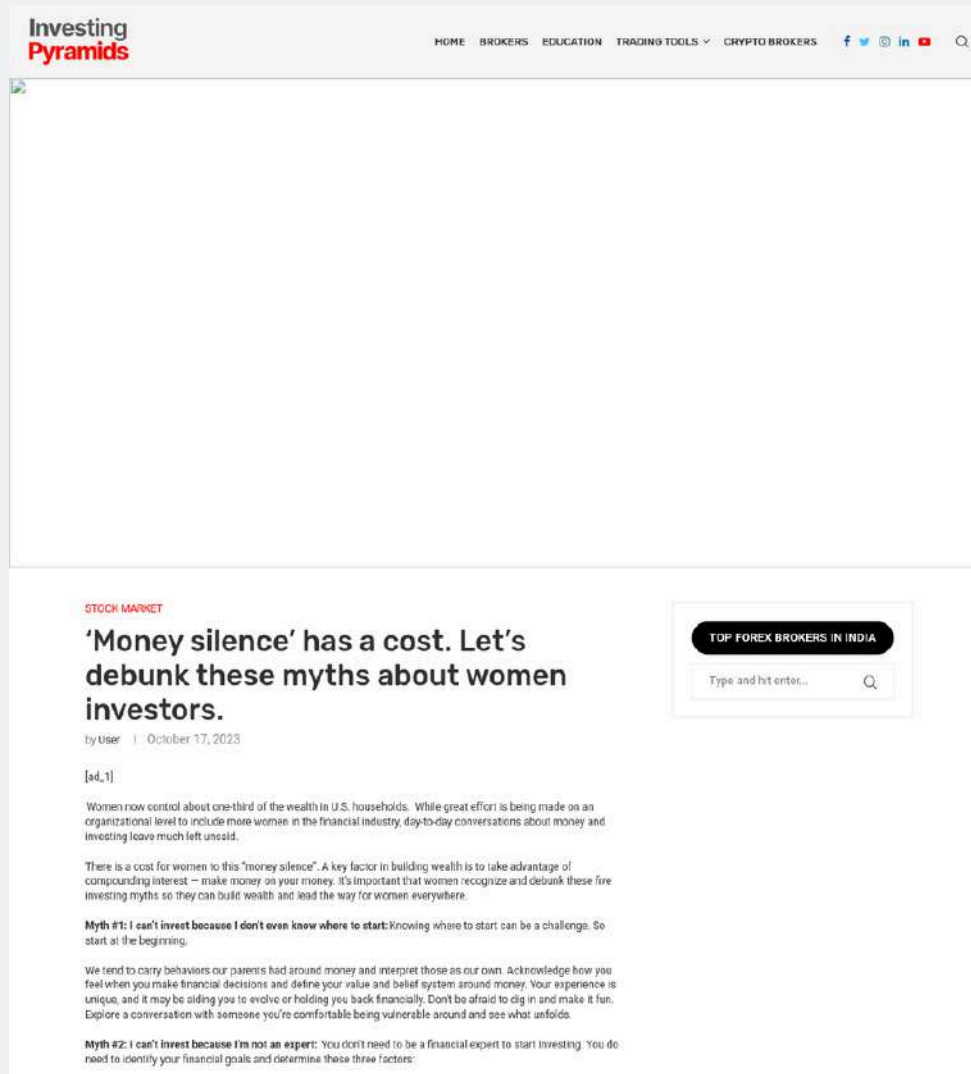 Investing
Pyramids
HOME BROKERS EDUCATION TRADING TOOLS CRYPTO BROKERS
STOCK MARKET
‘Money silence’ has a cost. Let’s
debunk these myths about women
investors.
by User | October 17, 2023
TOP FOREX BROKERS IN INDIA
Type and hit enter...
[ad_1]
Women now control about one-third of the wealth in U.S. households. While great effort is being made on an
organizational level to include more women in the financial industry, day-to-day conversations about money and
investing leave much left unsaid.
There is a cost for women to this “money silence”. A key factor in building wealth is to take advantage of
compounding interest — make money on your money. It’s important that women recognize and debunk these five
investing myths so they can build wealth and lead the way for women everywhere.
Myth #1: I can’t invest because I don’t even know where to start: Knowing where to start can be a challenge. So
start at the beginning.
We tend to carry behaviors our parents had around money and interpret those as our own. Acknowledge how you
feel when you make financial decisions and define your value and belief system around money. Your experience is
unique, and it may be aiding you to evolve or holding you back financially. Don’t be afraid to dig in and make it fun.
Explore a conversation with someone you’re comfortable being vulnerable around and see what unfolds.
Myth #2: I can’t invest because I’m not an expert: You don’t need to be a financial expert to start investing. You do
need to identify your financial goals and determine these three factors: